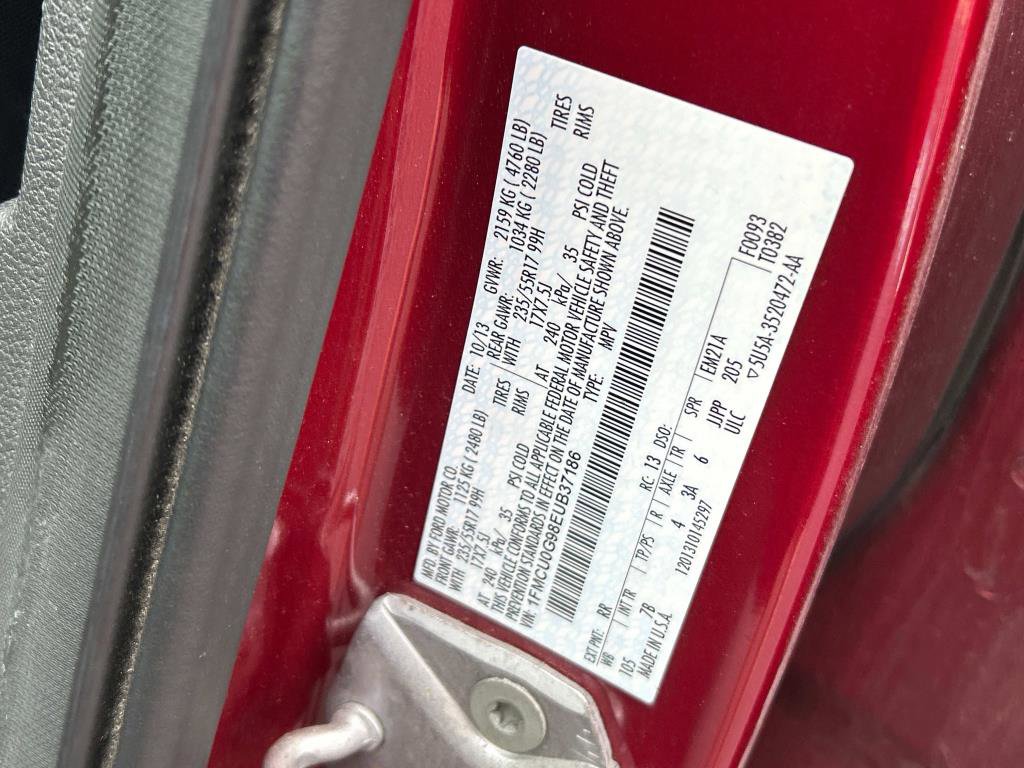 MFD. BY FORD MOTOR CO. DATE: 10/13 GVWR: 2159 KG ( 4760 LB)
FRONT GAWR: 1125 KG ( 2480 LB) REAR GAWR: 1034 KG ( 2280 LB)
WITH 235/55R17 99H TIRES WITH 235/55R17 99H TIRES
17X7.5J RIMS 17X7.5J RIMS
AT 240 kPa/ 35 PSI COLD AT 240 kPa/ 35 PSI COLD
THIS VEHICLE CONFORMS TO ALL APPLICABLE FEDERAL MOTOR VEHICLE SAFETY AND THEFT
PREVENTION STANDARDS IN EFFECT ON THE DATE OF MANUFACTURE SHOWN ABOVE.
VIN: 1FMCU0G98EUB37186 TYPE: MPV
EXT PNT: RR RC: 13 DSO: F0093
WB INT TR TP/PS R AXLE TR SPR EM21A T0382
105 7B 4 3A 6 JJPP 205
MADE IN U.S.A. ULC ▽5U5A-3520472-AA
1201310145297